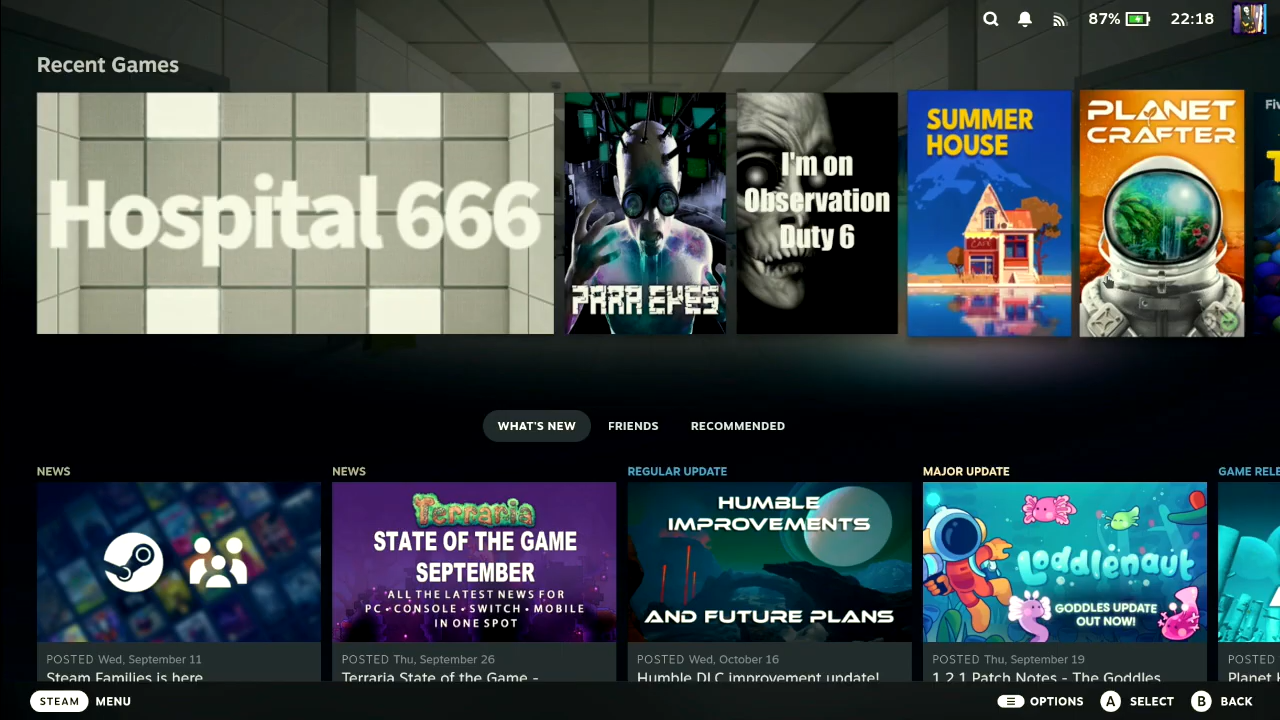 87%
22:18
Recent Games
Hospital 666
PARA EYES
I'm on
Observation
Duty 6
SUMMER
HOUSE
CAFE
PLANET
CRAFTER
WHAT'S NEW
FRIENDS
RECOMMENDED
NEWS
NEWS
REGULAR UPDATE
MAJOR UPDATE
Terraria
STATE OF THE GAME
SEPTEMBER
ALL THE LATEST NEWS FOR
PC • CONSOLE • SWITCH • MOBILE
IN ONE SPOT
HUMBLE
IMPROVEMENTS
AND FUTURE PLANS
Loddlenaut
GODDLES UPDATE
OUT NOW!
POSTED Wed, September 11
Steam Families is here
POSTED Thu, September 26
Terraria State of the Game -
POSTED Wed, October 16
Humble DLC improvement update!
POSTED Thu, September 19
1.2.1 Patch Notes - The Goddles
POSTED
STEAM MENU
OPTIONS
A SELECT
B BACK